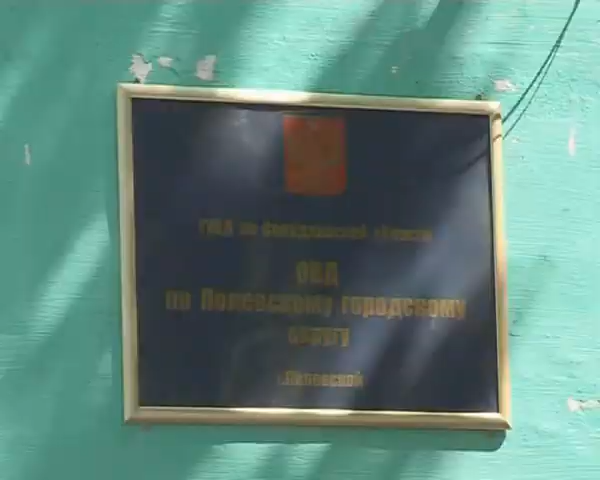 ГУВД по Свердловской области
ОВД
по Полевскому городскому
округу
г.Полевской